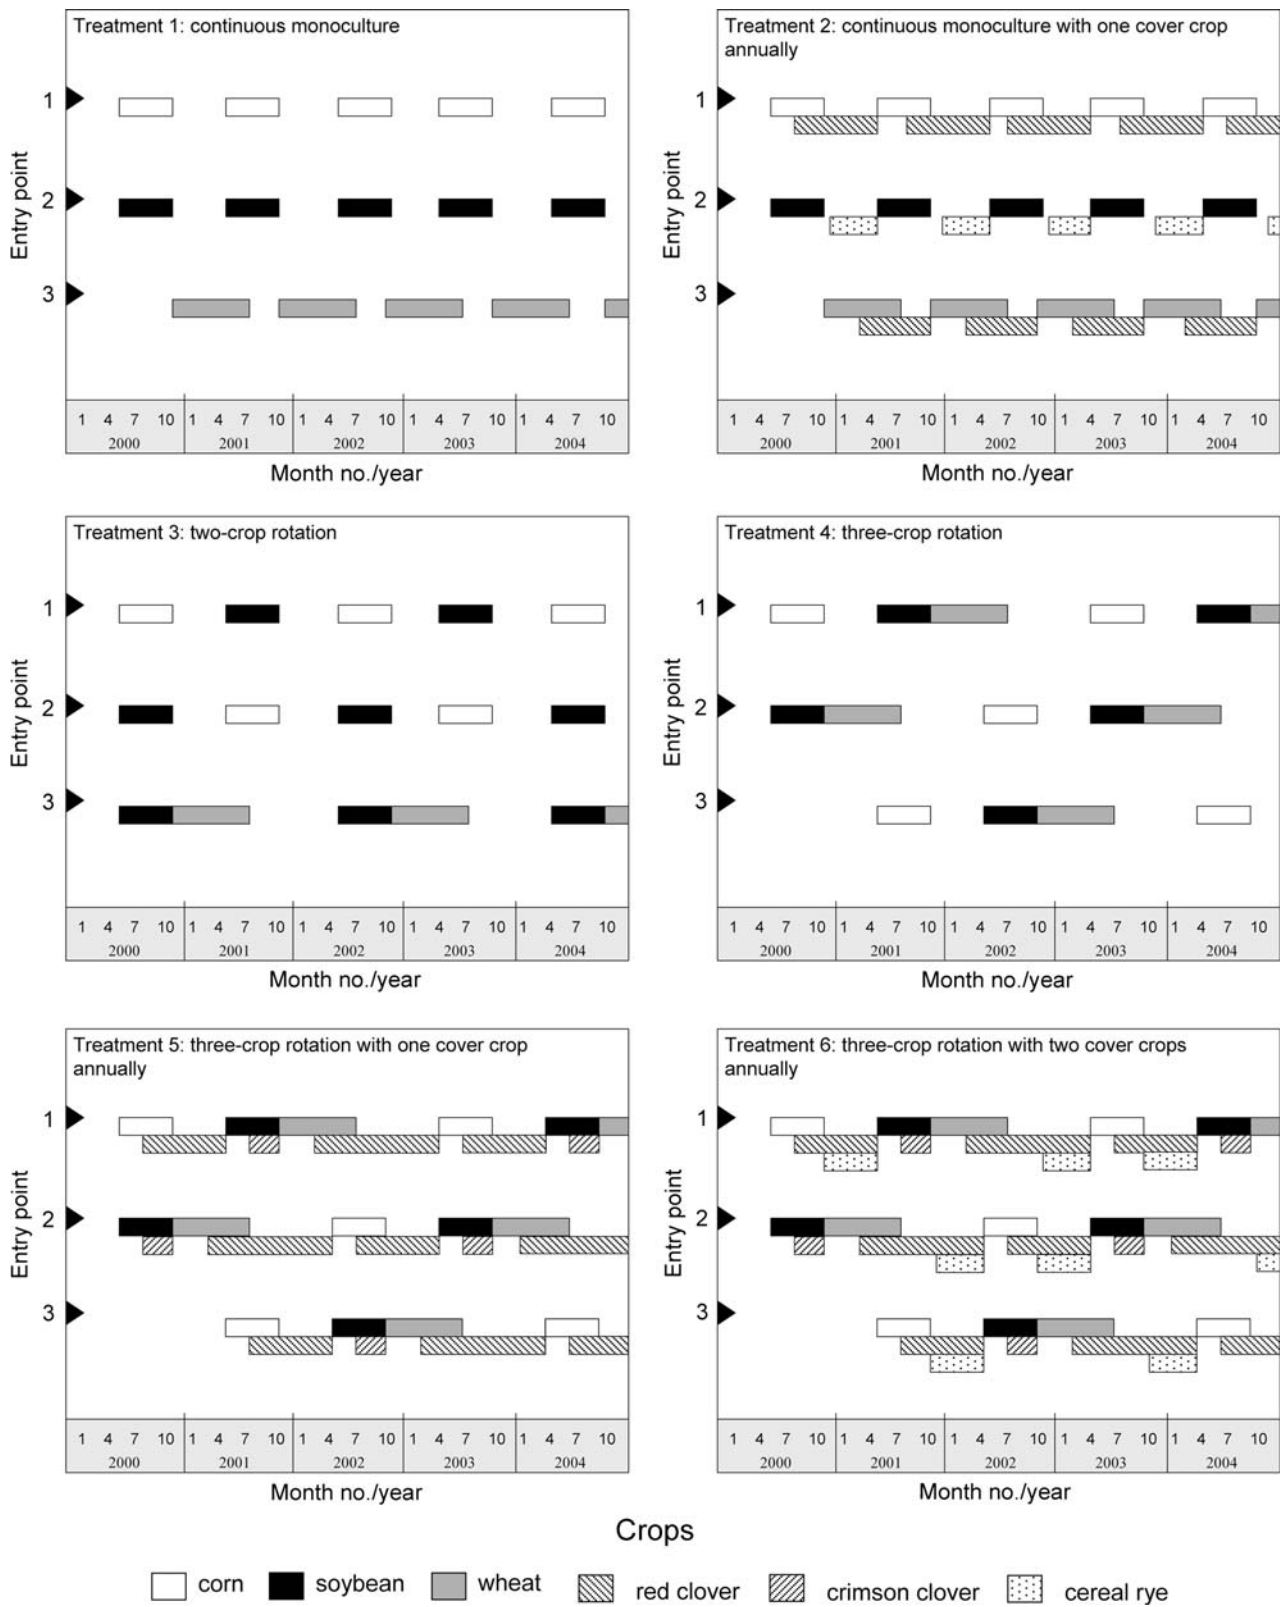 Treatment 1: continuous monoculture
Entry point
1
2
3
1 4 7 10 1 4 7 10 1 4 7 10 1 4 7 10 1 4 7 10
2000 2001 2002 2003 2004
Month no./year
Treatment 2: continuous monoculture with one cover crop
annually
Entry point
1
2
3
1 4 7 10 1 4 7 10 1 4 7 10 1 4 7 10 1 4 7 10
2000 2001 2002 2003 2004
Month no./year
Treatment 3: two-crop rotation
Entry point
1
2
3
1 4 7 10 1 4 7 10 1 4 7 10 1 4 7 10 1 4 7 10
2000 2001 2002 2003 2004
Month no./year
Treatment 4: three-crop rotation
Entry point
1
2
3
1 4 7 10 1 4 7 10 1 4 7 10 1 4 7 10 1 4 7 10
2000 2001 2002 2003 2004
Month no./year
Treatment 5: three-crop rotation with one cover crop
annually
Entry point
1
2
3
1 4 7 10 1 4 7 10 1 4 7 10 1 4 7 10 1 4 7 10
2000 2001 2002 2003 2004
Month no./year
Treatment 6: three-crop rotation with two cover crops
annually
Entry point
1
2
3
1 4 7 10 1 4 7 10 1 4 7 10 1 4 7 10 1 4 7 10
2000 2001 2002 2003 2004
Month no./year
Crops
corn soybean wheat red clover crimson clover cereal rye